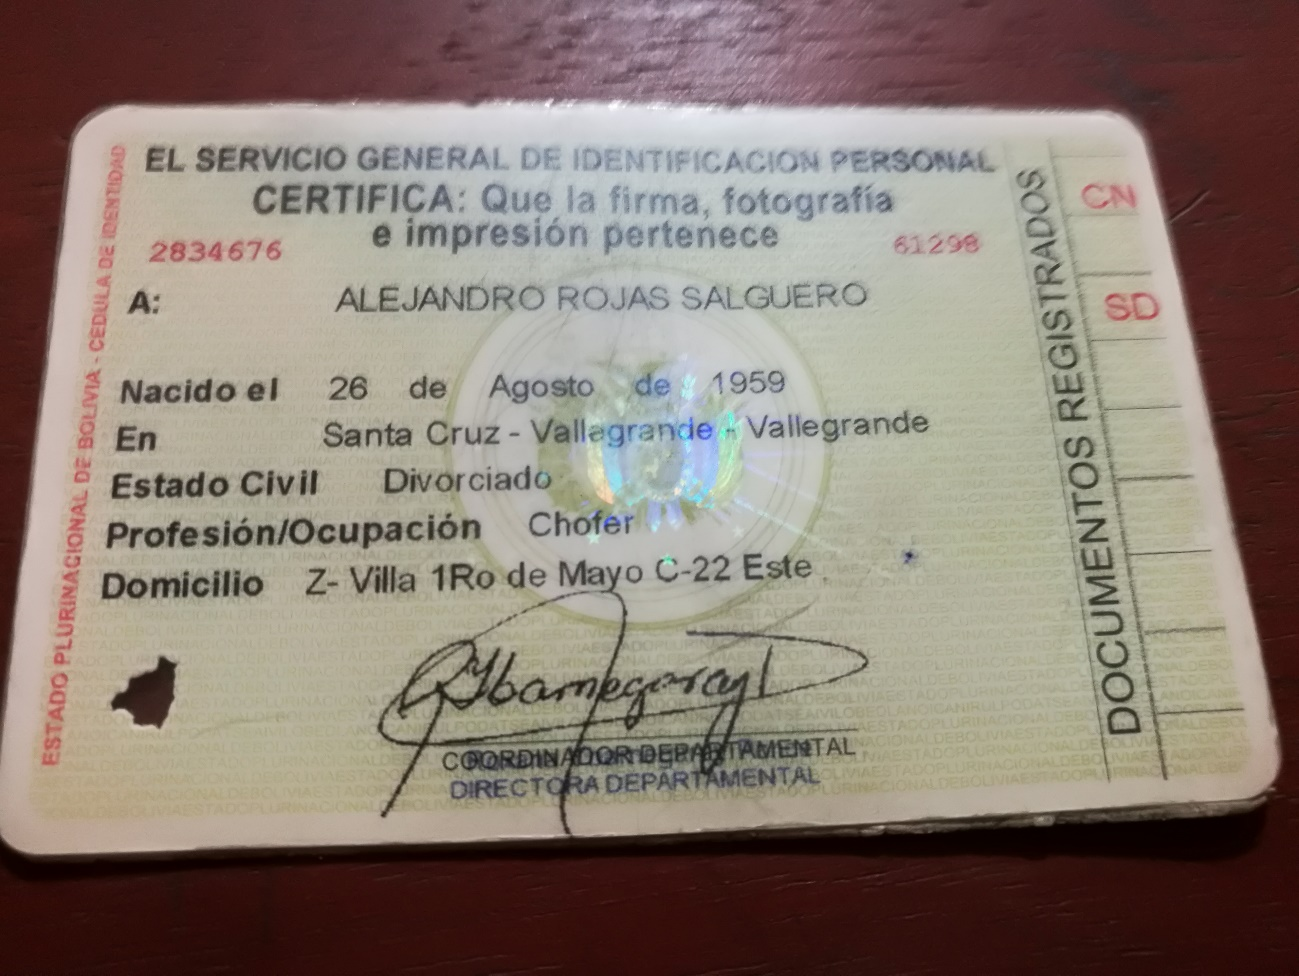 EL SERVICIO GENERAL DE IDENTIFICACION PERSONAL
CERTIFICA: Que la firma, fotografía
e impresión pertenece
2834676
61298
A: ALEJANDRO ROJAS SALGUERO
Nacido el 26 de Agosto de 1959
En Santa Cruz - Vallegrande - Vallegrande
Estado Civil Divorciado
Profesión/Ocupación Chofer
Domicilio Z- Villa 1Ro de Mayo C-22 Este
COORDINADOR DEPARTAMENTAL
DIRECTORA DEPARTAMENTAL
ESTADO PLURINACIONAL DE BOLIVIA - CEDULA DE IDENTIDAD
DOCUMENTOS REGISTRADOS
CN
SD